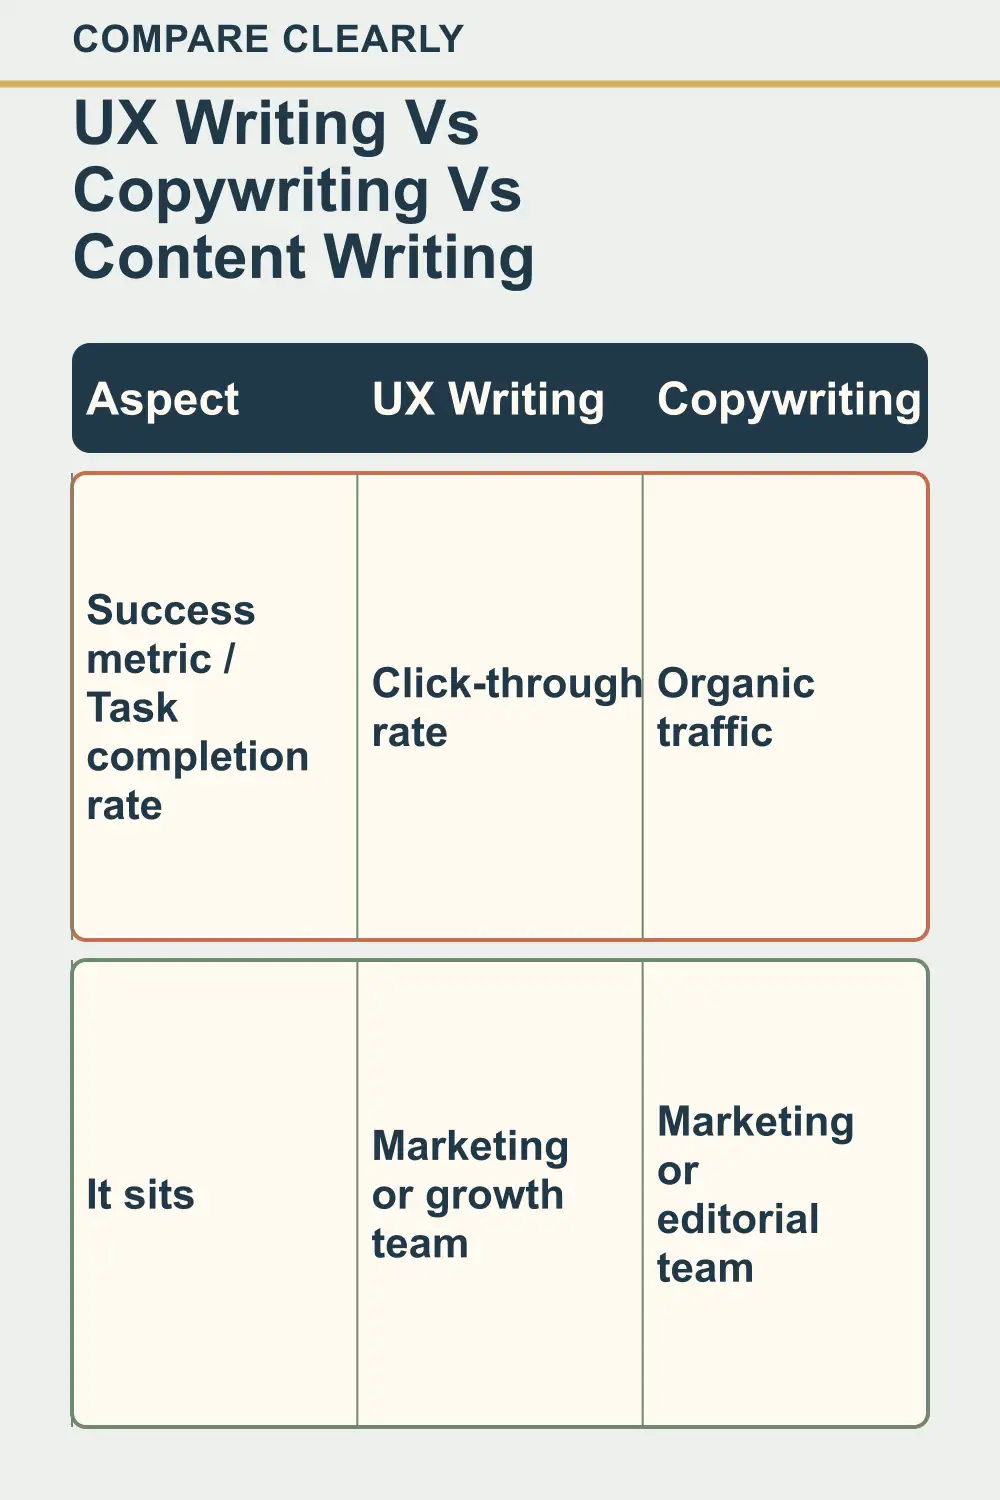 COMPARE CLEARLY
UX Writing Vs
Copywriting Vs
Content Writing
Aspect UX Writing Copywriting
Success
metric /
Task
completion
rate
Click-through
rate
Organic
traffic
It sits
Marketing
or growth
team
Marketing
or
editorial
team